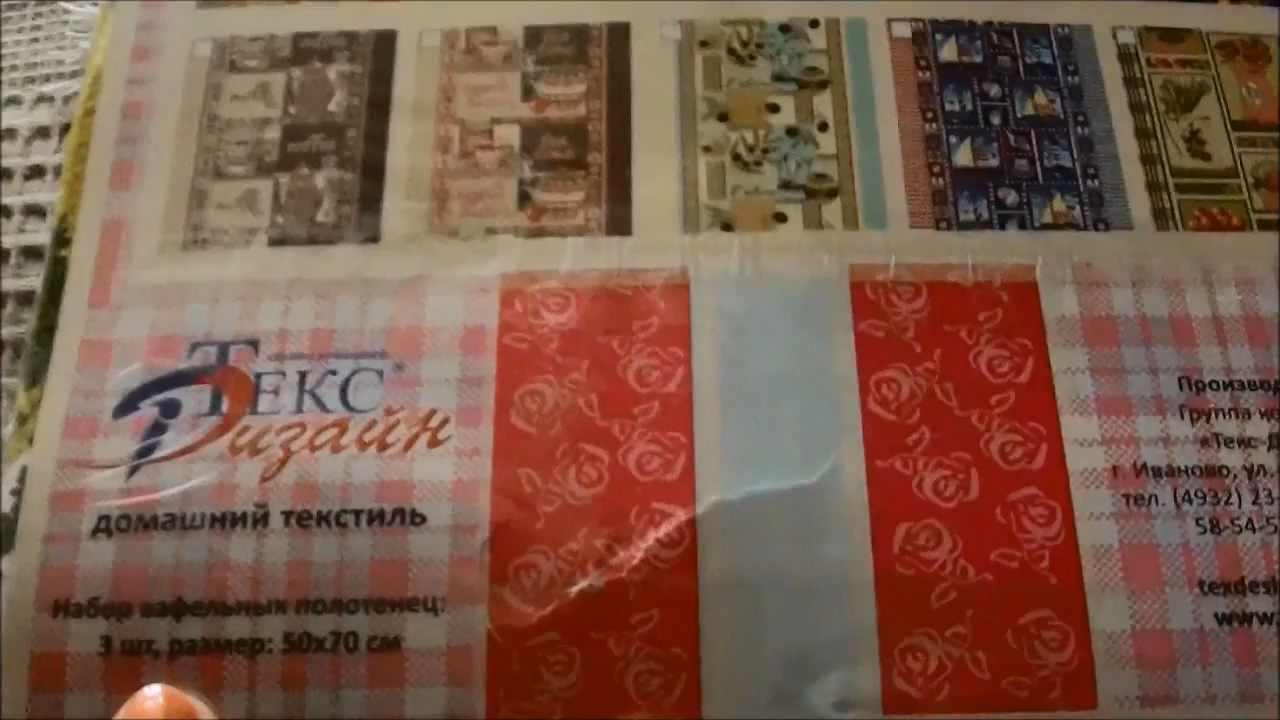 ТЕКС
Дизайн
домашний текстиль
Набор вафельных полотенец:
3 шт, размер: 50х70 см
Производ
Группа ко
«Текс-Д
г. Иваново, ул.
тел. (4932) 23
58-54-5
texdesi
www.